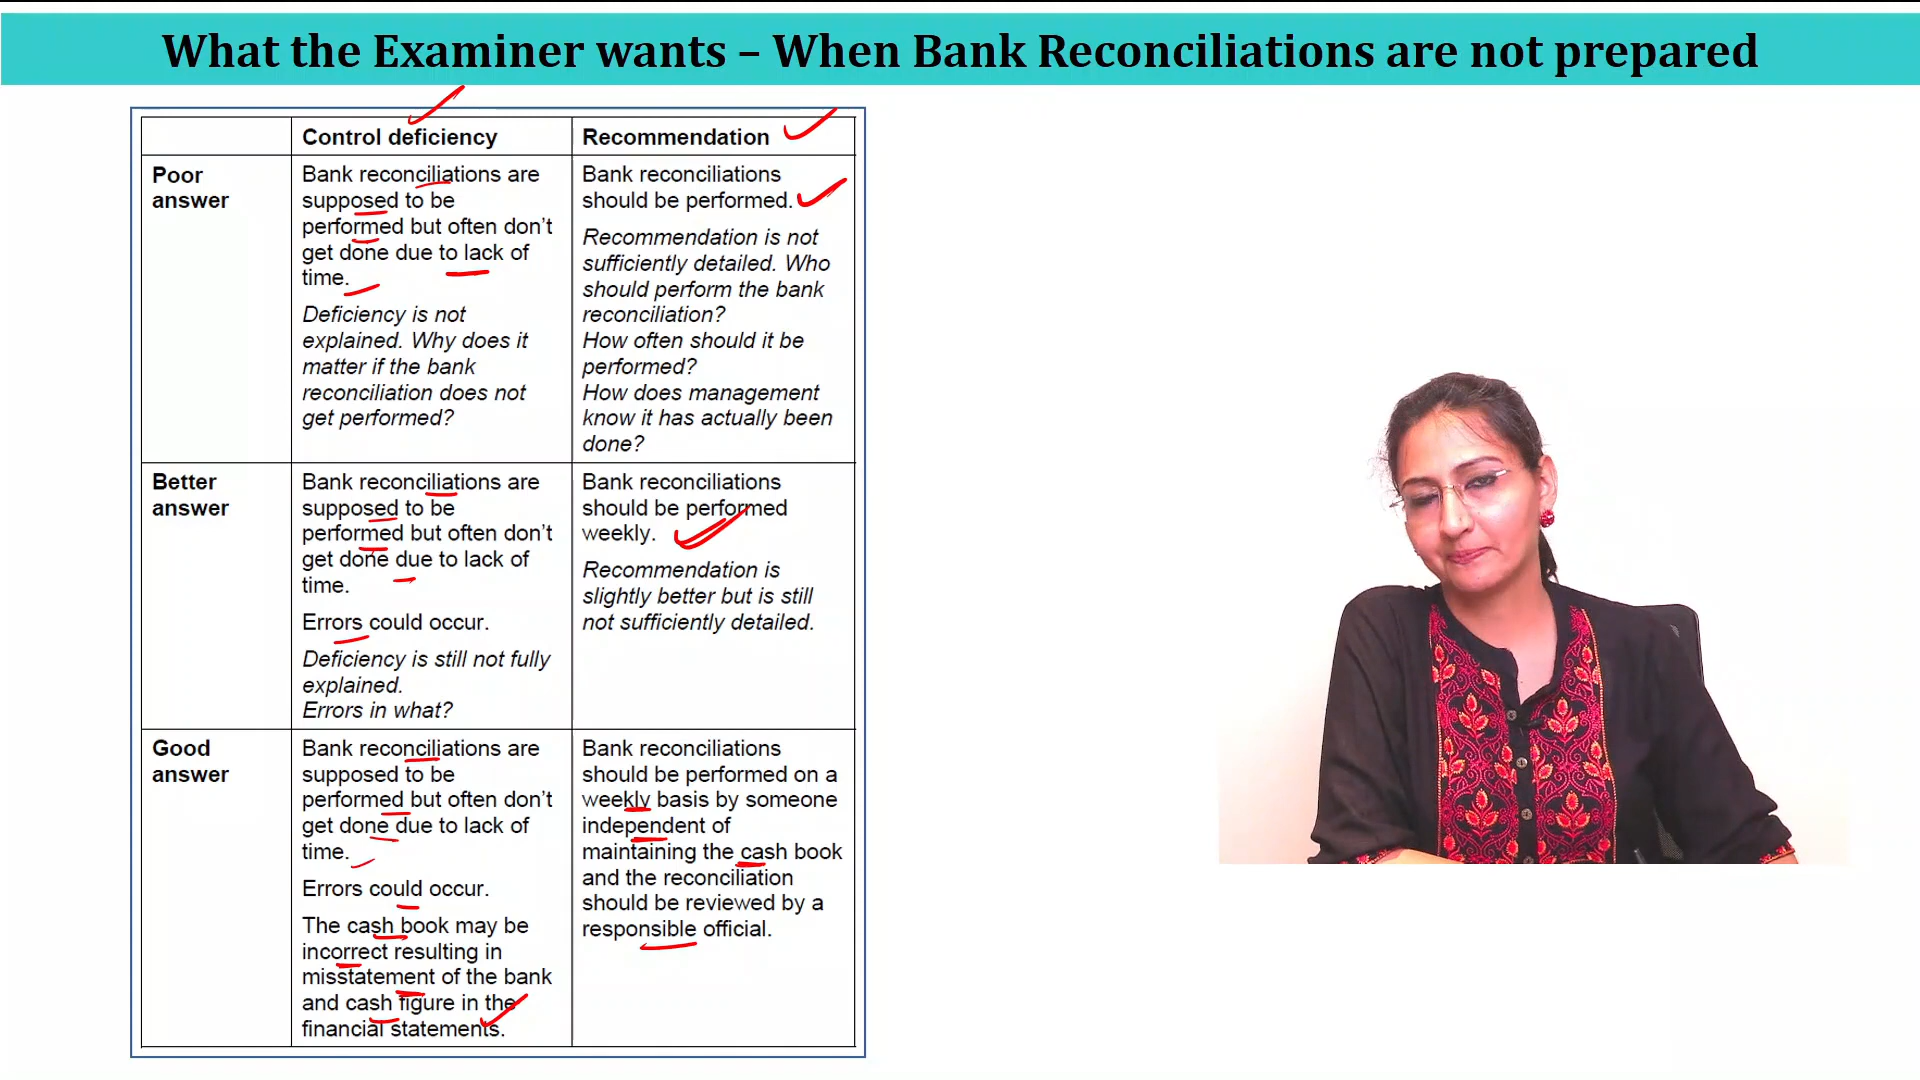 What the Examiner wants – When Bank Reconciliations are not prepared
Control deficiency
Recommendation
Poor
answer
Bank reconciliations are
supposed to be
performed but often don't
get done due to lack of
time.
Deficiency is not
explained. Why does it
matter if the bank
reconciliation does not
get performed?
Bank reconciliations
should be performed.
Recommendation is not
sufficiently detailed. Who
should perform the bank
reconciliation?
How often should it be
performed?
How does management
know it has actually been
done?
Better
answer
Bank reconciliations are
supposed to be
performed but often don't
get done due to lack of
time.
Errors could occur.
Deficiency is still not fully
explained.
Errors in what?
Bank reconciliations
should be performed
weekly.
Recommendation is
slightly better but is still
not sufficiently detailed.
Good
answer
Bank reconciliations are
supposed to be
performed but often don't
get done due to lack of
time.
Errors could occur.
The cash book may be
incorrect resulting in
misstatement of the bank
and cash figure in the
financial statements.
Bank reconciliations
should be performed on a
weekly basis by someone
independent of
maintaining the cash book
and the reconciliation
should be reviewed by a
responsible official.